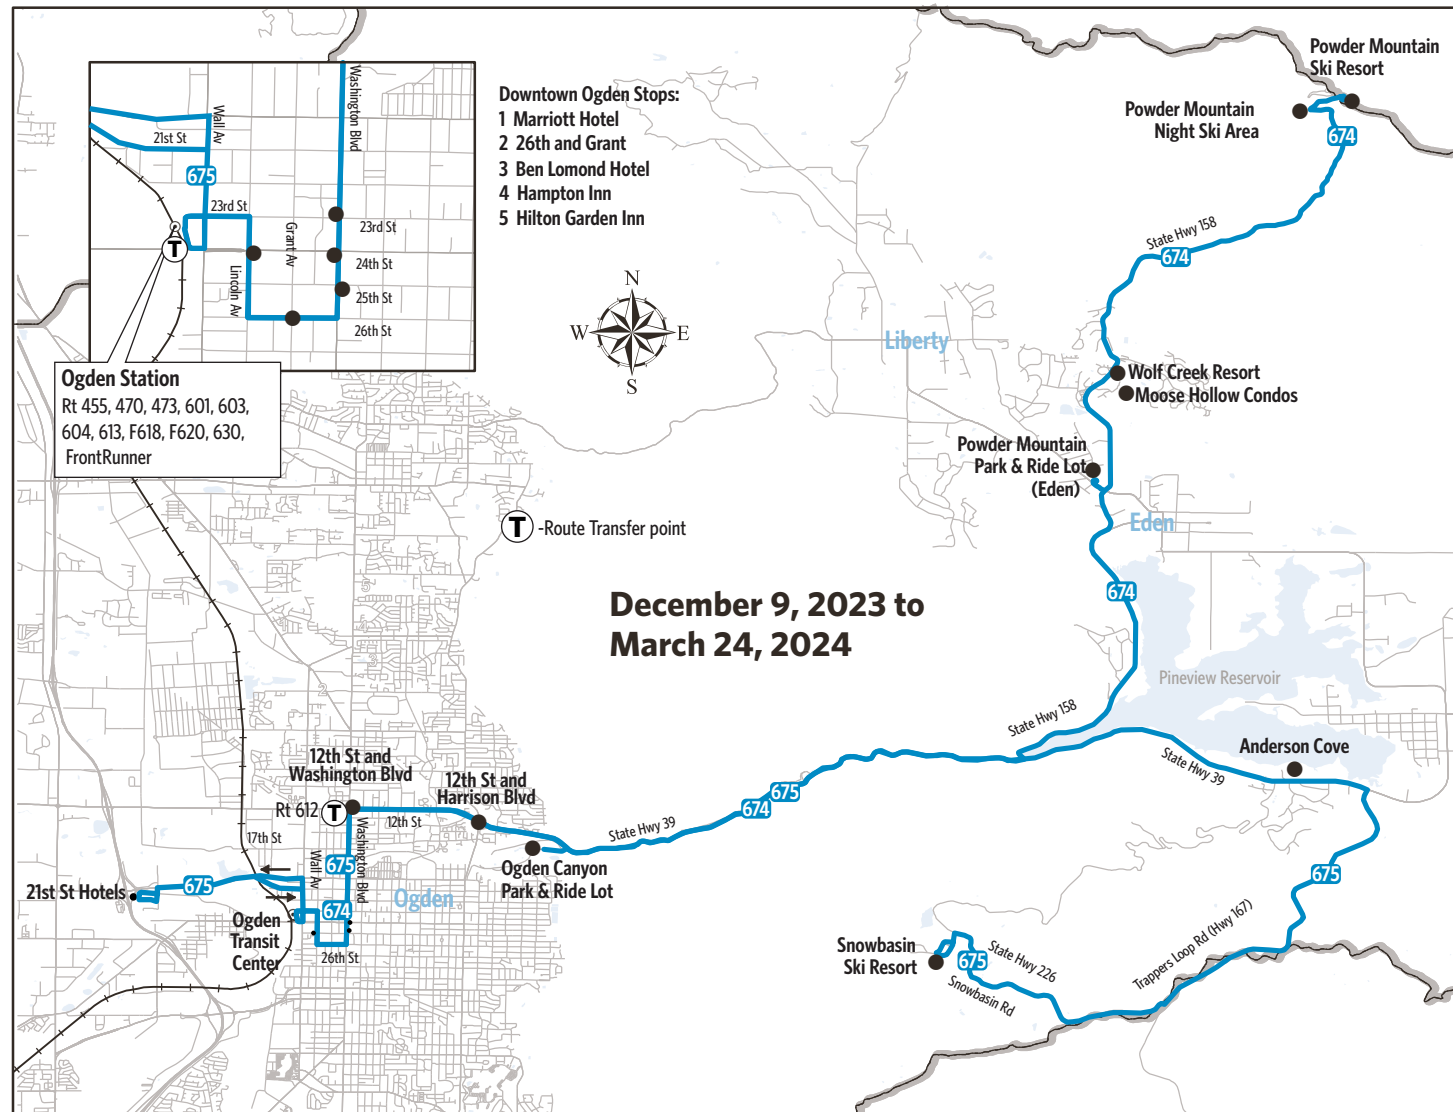 Powder Mountain
Ski Resort
Powder Mountain
Night Ski Area
674
State Hwy 158
674
Downtown Ogden Stops:
1 Marriott Hotel
2 26th and Grant
3 Ben Lomond Hotel
4 Hampton Inn
5 Hilton Garden Inn
Washington Blvd
Wall Av
21st St
675
23rd St
Grant Av
23rd St
24th St
T
Lincoln Av
25th St
26th St
N
W
E
S
Liberty
Ogden Station
Rt 455, 470, 473, 601, 603,
604, 613, F618, F620, 630,
FrontRunner
Wolf Creek Resort
Moose Hollow Condos
Powder Mountain
Park & Ride Lot
(Eden)
Eden
T -Route Transfer point
December 9, 2023 to
March 24, 2024
674
Pineview Reservoir
State Hwy 158
Anderson Cove
State Hwy 39
12th St and
Washington Blvd
12th St and
Harrison Blvd
Rt 612 T
12th St
17th St
675
674
State Hwy 39
Wall Av
675
Washington Blvd
Ogden Canyon
Park & Ride Lot
21st St Hotels
675
Ogden
674
Ogden
Transit
Center
26th St
675
Trappers Loop Rd (Hwy 167)
Snowbasin
Ski Resort
State Hwy 226
675
Snowbasin Rd